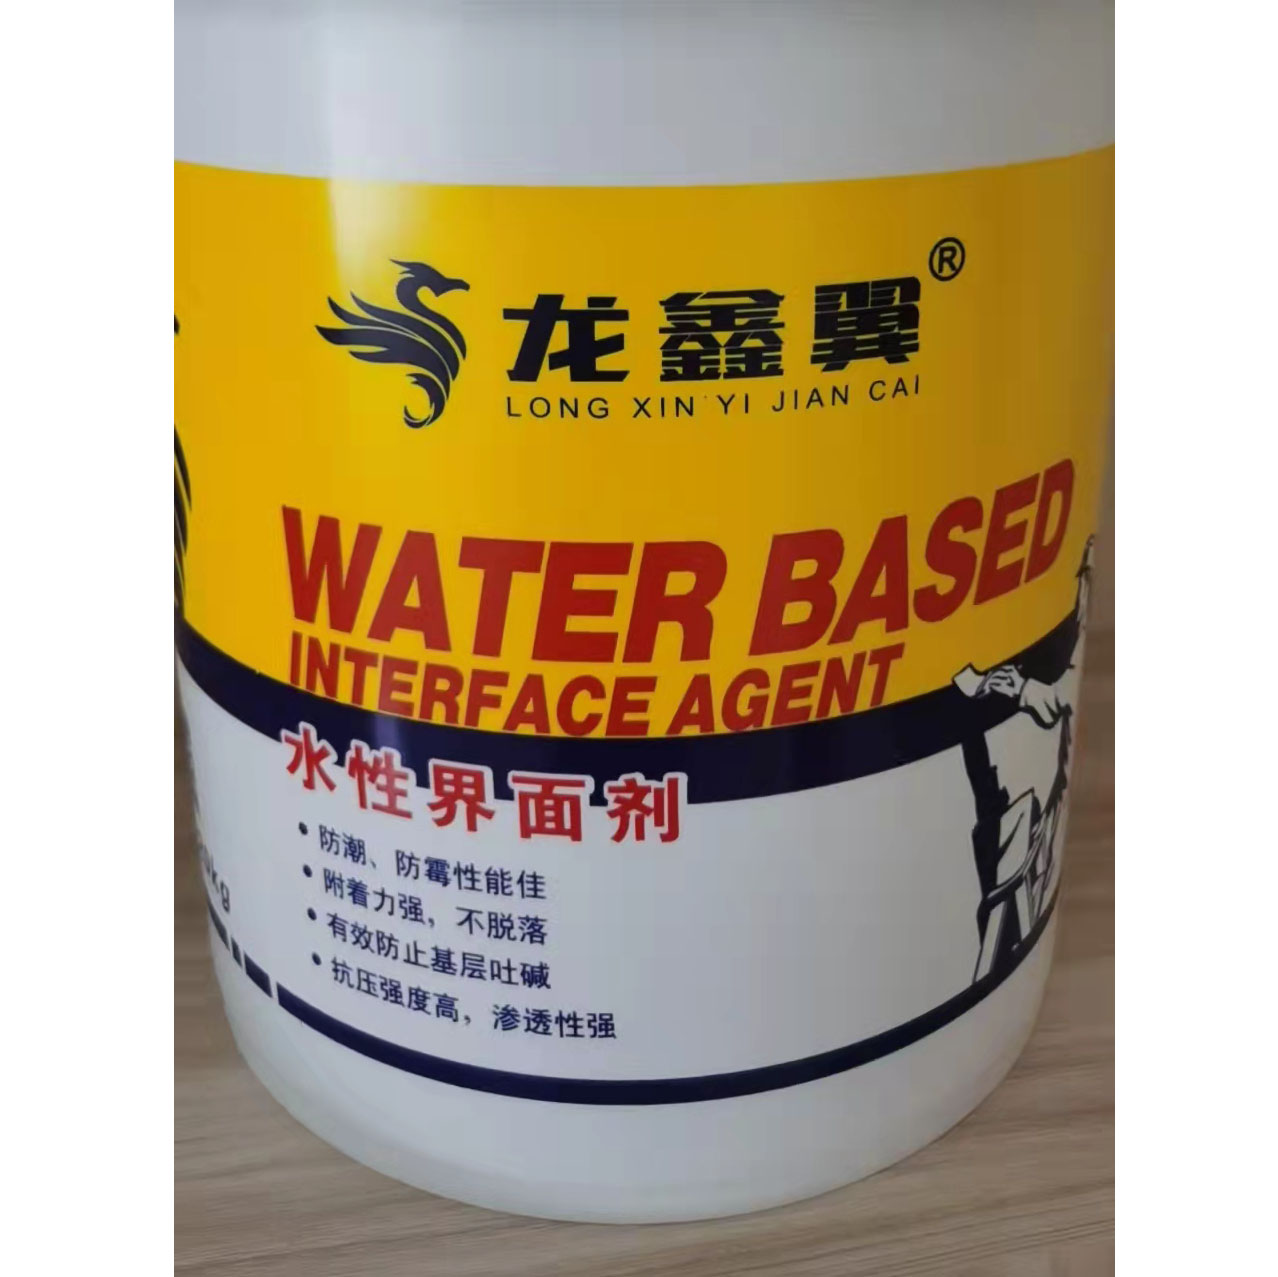 龙鑫翼®
LONG XIN YI JIAN CAI
WATER BASED
INTERFACE AGENT
水性界面剂
• 防潮、防霉性能佳
• 附着力强，不脱落
• 有效防止基层吐碱
• 抗压强度高，渗透性强
kg